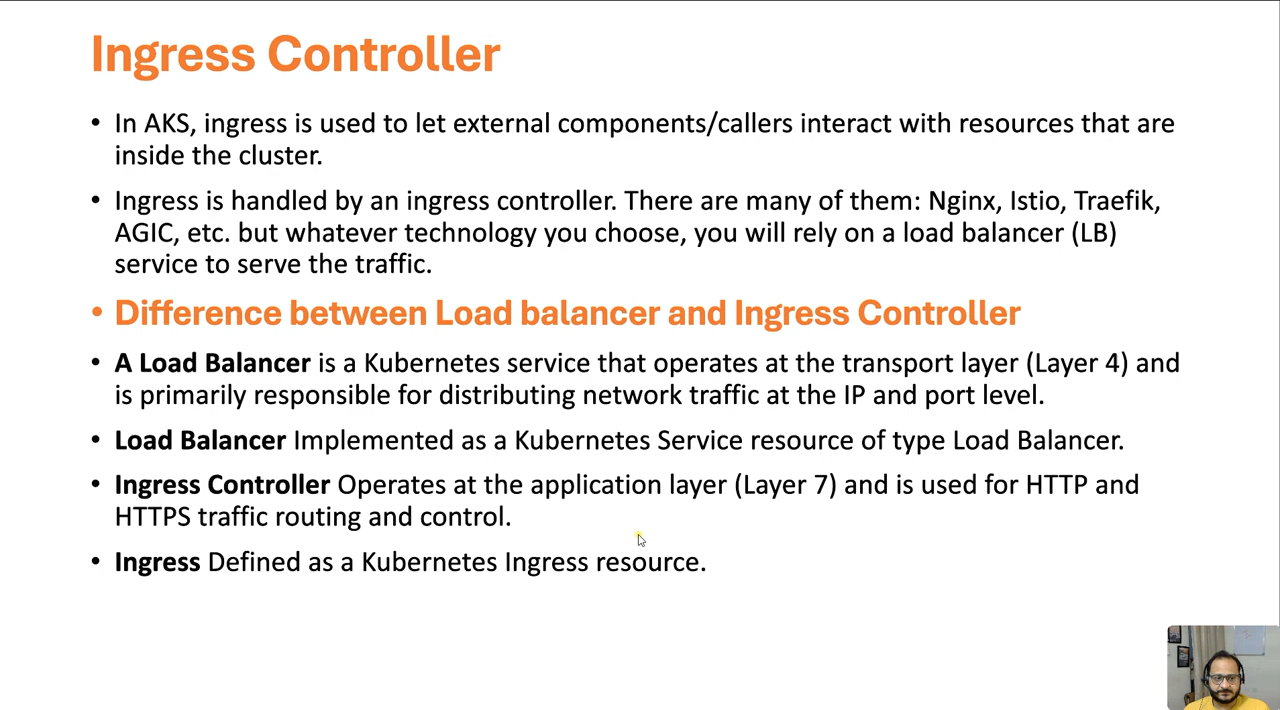 Ingress Controller
• In AKS, ingress is used to let external components/callers interact with resources that are
inside the cluster.
• Ingress is handled by an ingress controller. There are many of them: Nginx, Istio, Traefik,
AGIC, etc. but whatever technology you choose, you will rely on a load balancer (LB)
service to serve the traffic.
• Difference between Load balancer and Ingress Controller
• A Load Balancer is a Kubernetes service that operates at the transport layer (Layer 4) and
is primarily responsible for distributing network traffic at the IP and port level.
• Load Balancer Implemented as a Kubernetes Service resource of type Load Balancer.
• Ingress Controller Operates at the application layer (Layer 7) and is used for HTTP and
HTTPS traffic routing and control.
• Ingress Defined as a Kubernetes Ingress resource.